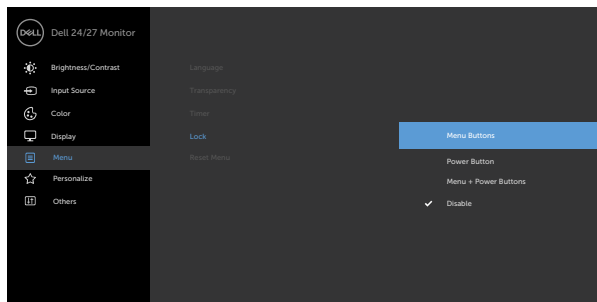 DELL Dell 24/27 Monitor
Brightness/Contrast
Input Source
Color
Display
Menu
Personalize
Others
Language
Transparency
Timer
Lock
Reset Menu
Menu Buttons
Power Button
Menu + Power Buttons
Disable